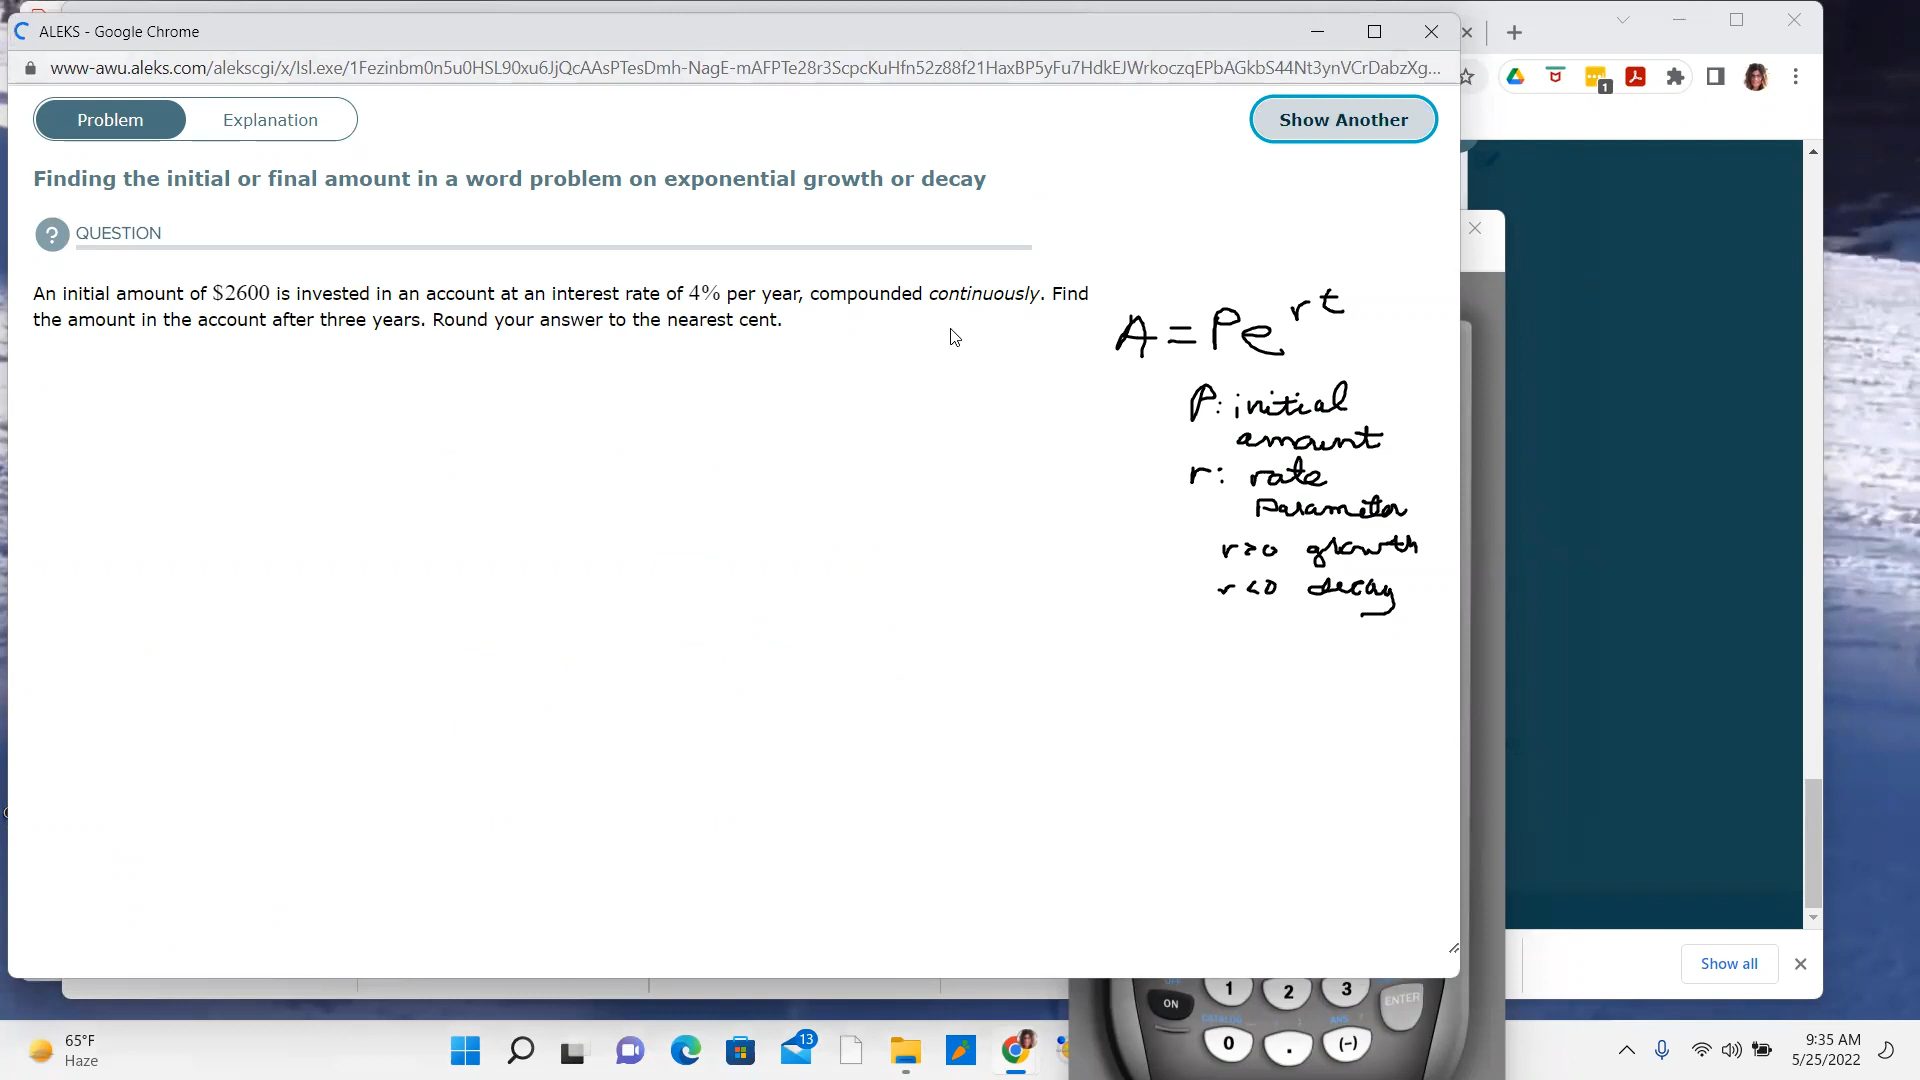 ALEKS - Google Chrome
www-awu.aleks.com/alekscgi/x/Isl.exe/1Fezinbm0n5u0HSL90xu6JjQcAAsPTesDmh-NagE-mAFPTe28r3ScpcKuHfn52z88f21HaxBP5yFu7HdkEJWrkoczqEPbAGkbS44Nt3ynVCrDabzXg...
1
Problem
Explanation
Show Another
Finding the initial or final amount in a word problem on exponential growth or decay
?
QUESTION
An initial amount of $2600 is invested in an account at an interest rate of 4% per year, compounded continuously. Find
the amount in the account after three years. Round your answer to the nearest cent.
A = Pe^rt
P: initial
amount
r: rate
Parameter
r>0 growth
r<0 decay
Show all
ON
1
2
3
ENTER
CATALOG
ANS
0
.
(-)
65°F
Haze
13
9:35 AM
5/25/2022